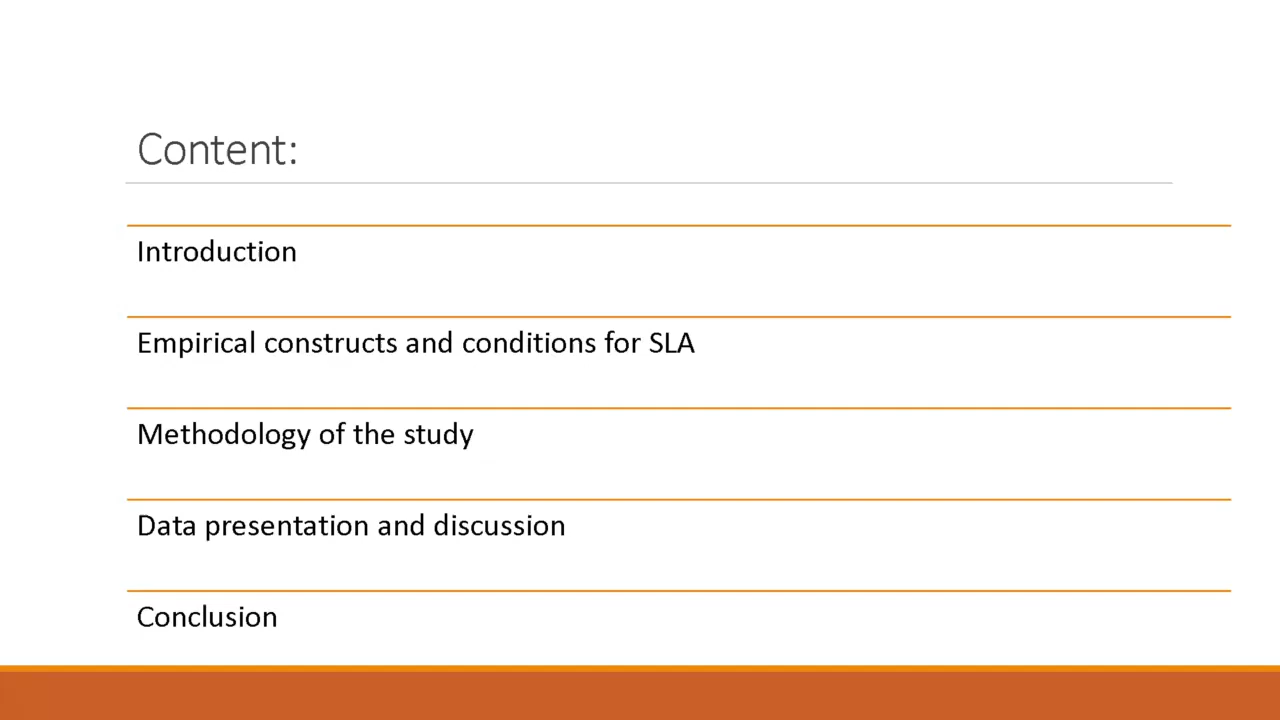 Content:
Introduction
Empirical constructs and conditions for SLA
Methodology of the study
Data presentation and discussion
Conclusion